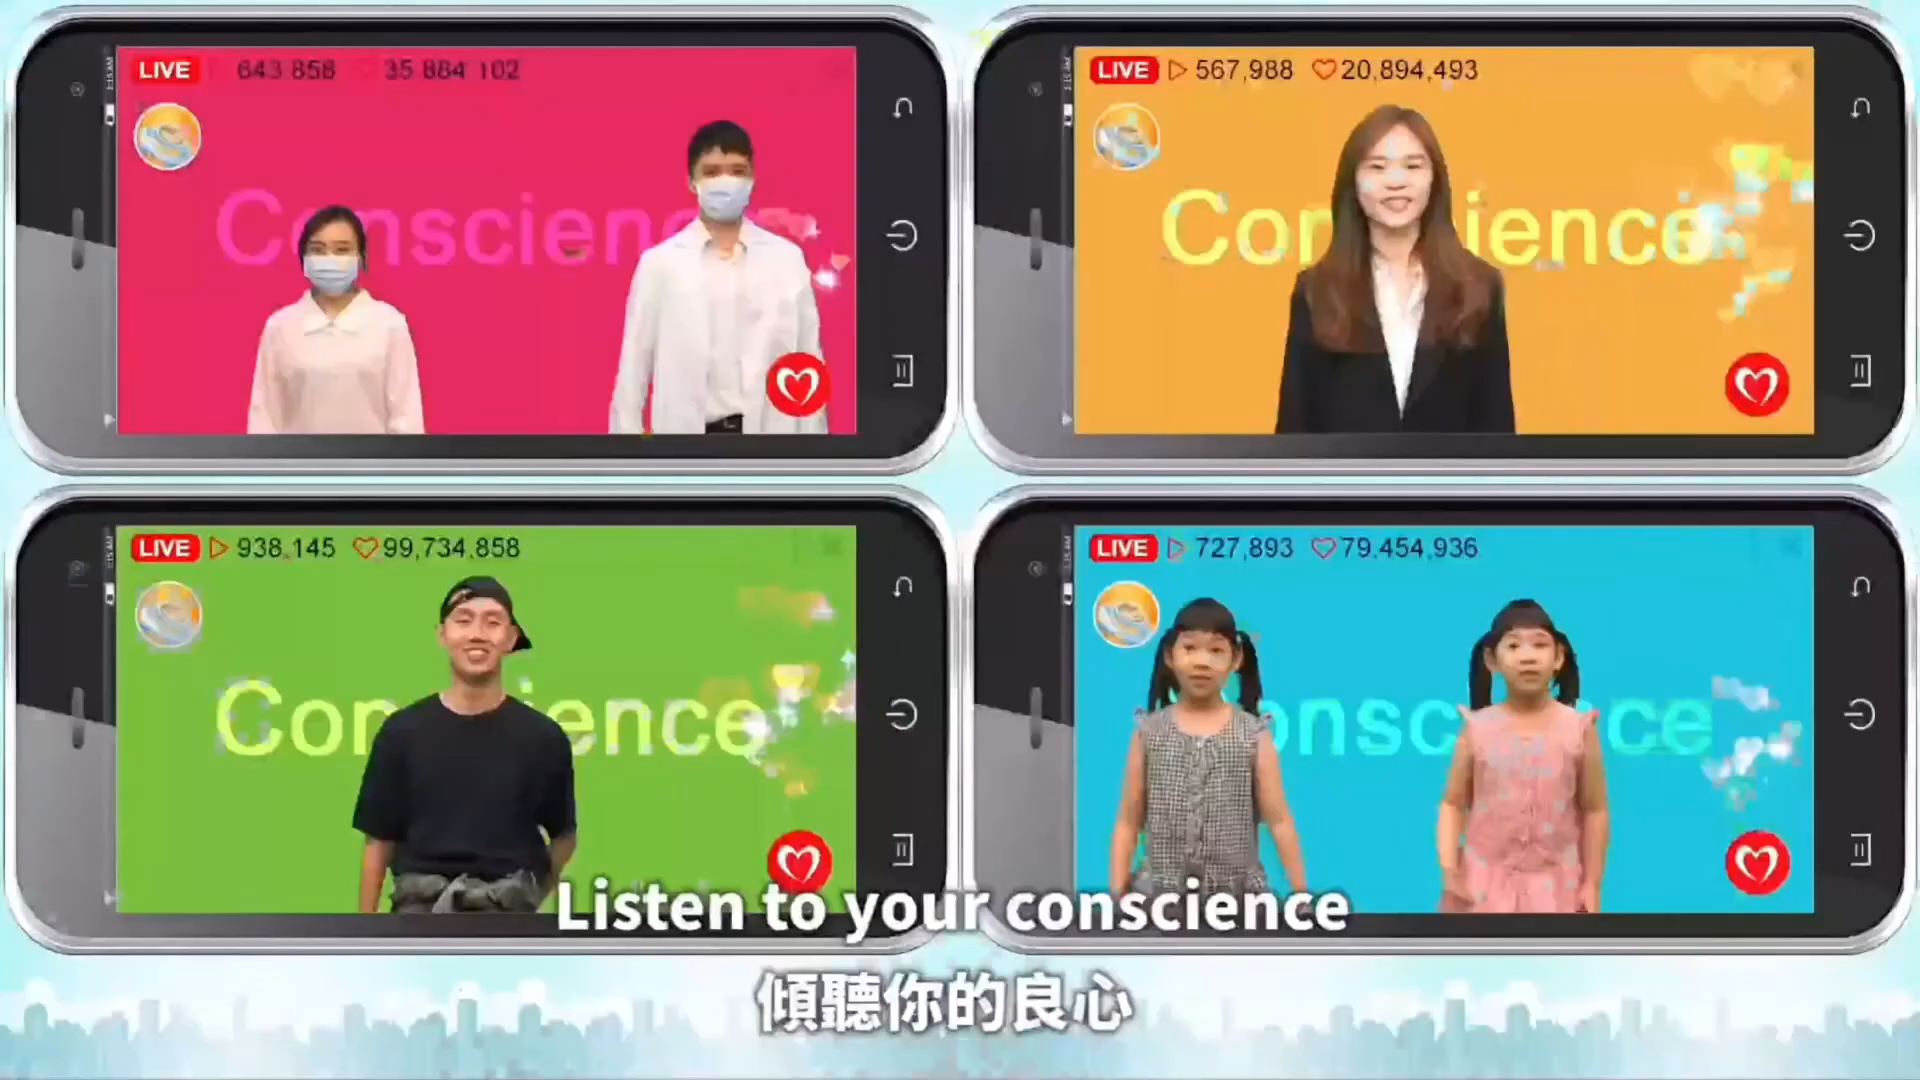 LIVE 643 858 35 884 102
Conscience
LIVE 567,988 20,894,493
Conscience
LIVE 938,145 99,734,858
Conscience
LIVE 727,893 79,454,936
Conscience
Listen to your conscience
傾聽你的良心